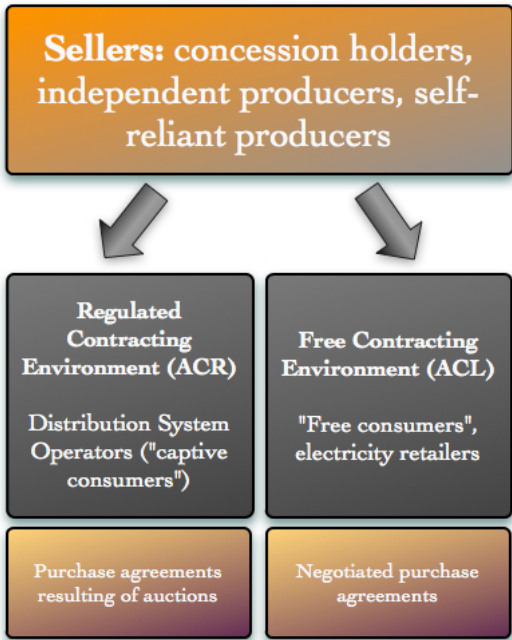 Sellers: concession holders,
independent producers, self-
reliant producers
Regulated
Contracting
Environment (ACR)
Distribution System
Operators ("captive
consumers")
Free Contracting
Environment (ACL)
"Free consumers",
electricity retailers
Purchase agreements
resulting of auctions
Negotiated purchase
agreements